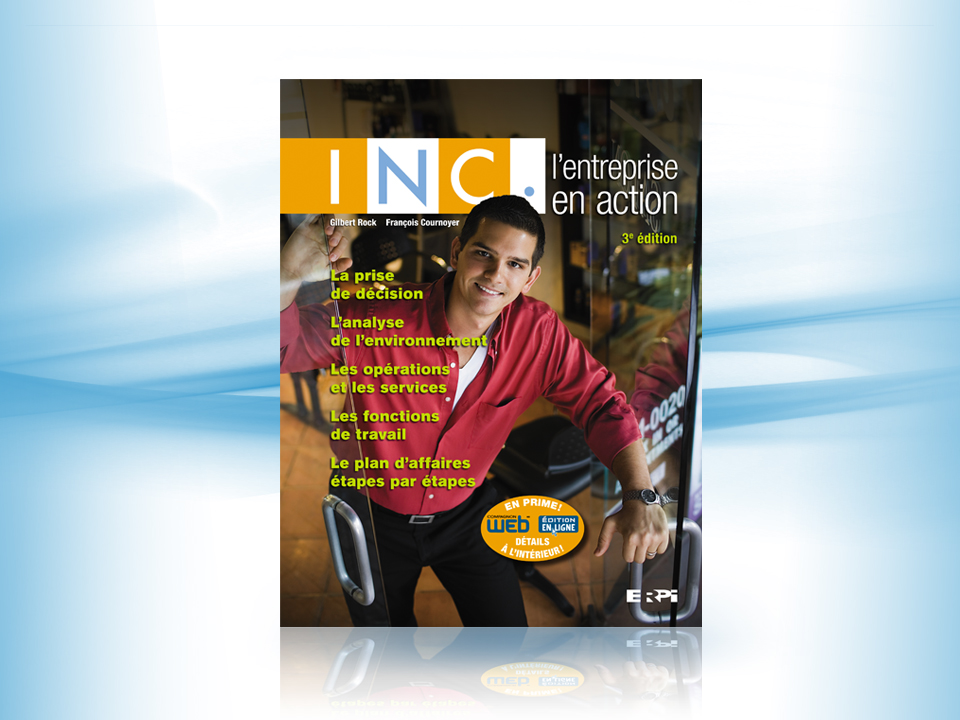 INC.
l'entreprise
en action
Gilbert Rock François Cournoyer
3e édition
La prise
de décision
L'analyse
de l'environnement
Les opérations
et les services
Les fonctions
de travail
Le plan d'affaires
étapes par étapes
EN PRIME!
WEB
ÉDITION
EN LIGNE
DÉTAILS
À L'INTÉRIEUR!
-0020
ERPI